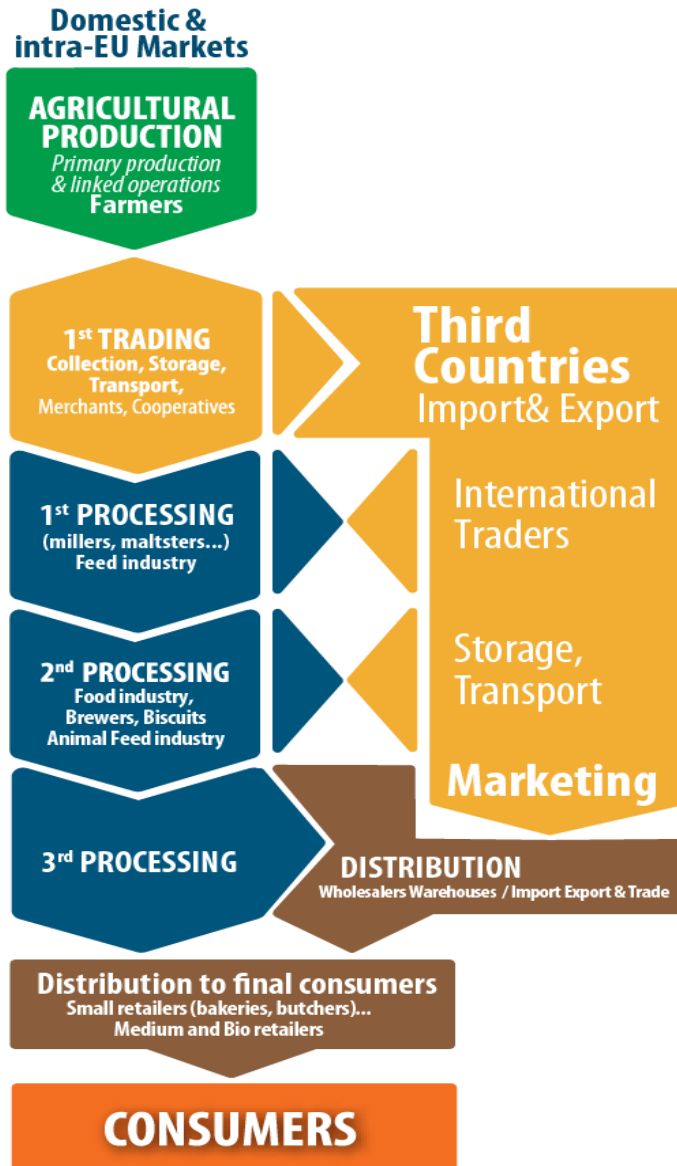 Domestic &
intra-EU Markets
AGRICULTURAL
PRODUCTION
Primary production
& linked operations
Farmers
1st TRADING
Collection, Storage,
Transport,
Merchants, Cooperatives
Third
Countries
Import& Export
1st PROCESSING
(millers, maltsters...)
Feed industry
International
Traders
2nd PROCESSING
Food industry,
Brewers, Biscuits
Animal Feed industry
Storage,
Transport
Marketing
3rd PROCESSING
DISTRIBUTION
Wholesalers Warehouses / Import Export & Trade
Distribution to final consumers
Small retailers (bakeries, butchers)...
Medium and Bio retailers
CONSUMERS